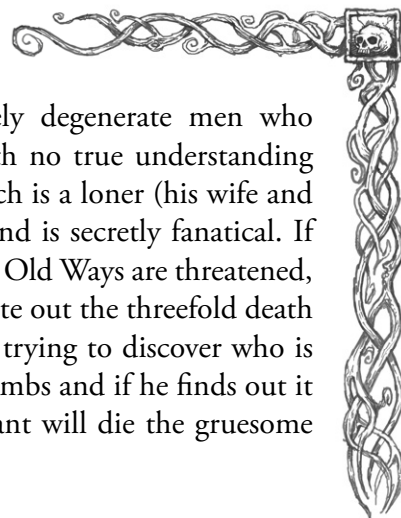 ely degenerate men who
th no true understanding
ch is a loner (his wife and
nd is secretly fanatical. If
Old Ways are threatened,
te out the threefold death
trying to discover who is
mbs and if he finds out it
ant will die the gruesome